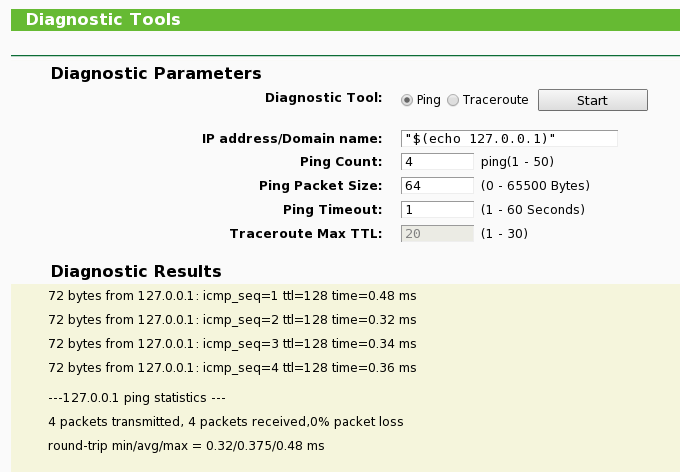 Diagnostic Tools
Diagnostic Parameters
Diagnostic Tool: Ping Traceroute Start
IP address/Domain name: "$(echo 127.0.0.1)"
Ping Count: 4 ping(1 - 50)
Ping Packet Size: 64 (0 - 65500 Bytes)
Ping Timeout: 1 (1 - 60 Seconds)
Traceroute Max TTL: 20 (1 - 30)
Diagnostic Results
72 bytes from 127.0.0.1: icmp_seq=1 ttl=128 time=0.48 ms
72 bytes from 127.0.0.1: icmp_seq=2 ttl=128 time=0.32 ms
72 bytes from 127.0.0.1: icmp_seq=3 ttl=128 time=0.34 ms
72 bytes from 127.0.0.1: icmp_seq=4 ttl=128 time=0.36 ms
---127.0.0.1 ping statistics ---
4 packets transmitted, 4 packets received,0% packet loss
round-trip min/avg/max = 0.32/0.375/0.48 ms